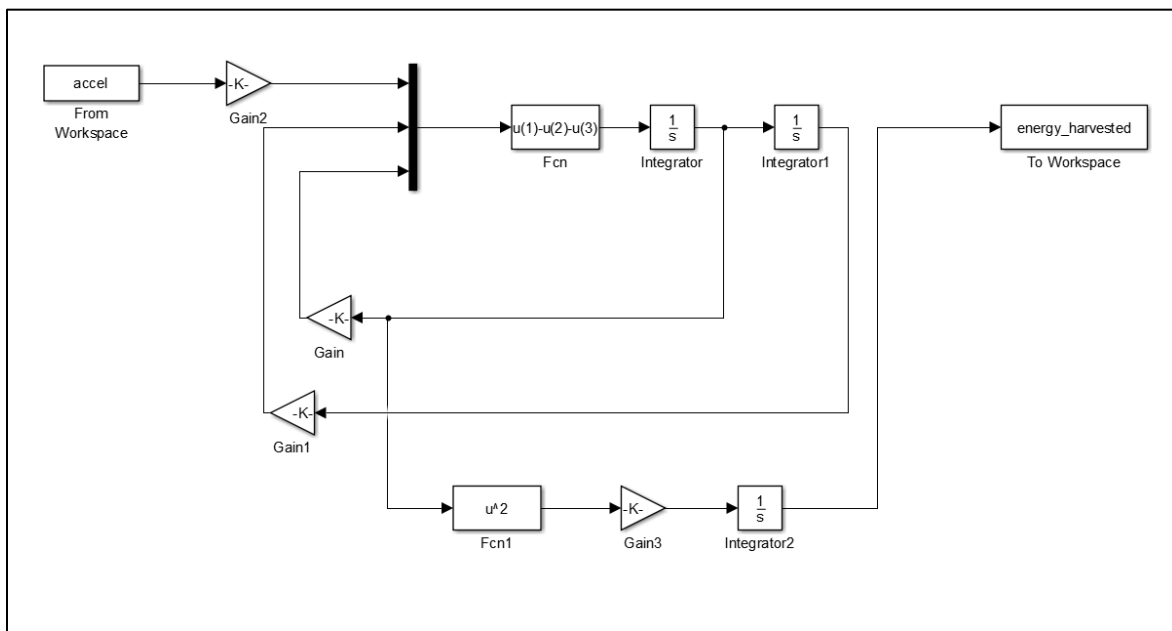 accel
From
Workspace
-K-
Gain2
u(1)-u(2)-u(3)
Fcn
1
s
Integrator
1
s
Integrator1
energy_harvested
To Workspace
-K-
Gain
-K-
Gain1
u^2
Fcn1
-K-
Gain3
1
s
Integrator2